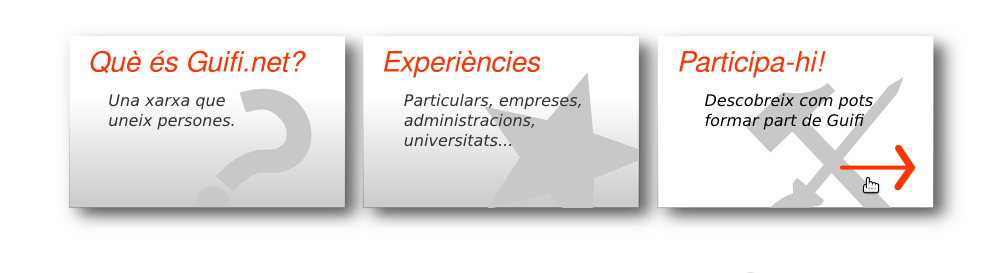 Què és Guifi.net?
Una xarxa que
uneix persones.
Experiències
Particulars, empreses,
administracions,
universitats...
Participa-hi!
Descobreix com pots
formar part de Guifi